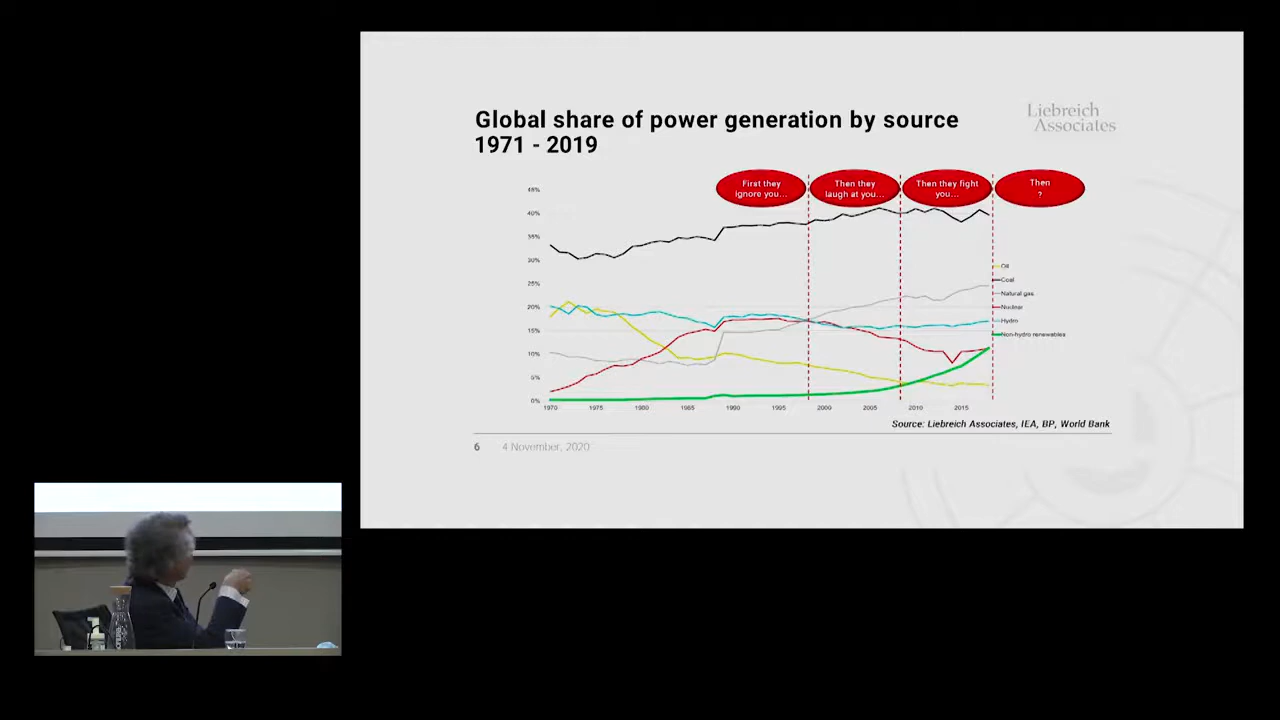 Global share of power generation by source
1971 - 2019
Liebreich
Associates
First they
ignore you...
Then they
laugh at you...
Then they fight
you...
Then
?
45%
40%
35%
30%
25%
20%
15%
10%
5%
0%
1970
1975
1980
1985
1990
1995
2000
2005
2010
2015
Oil
Coal
Natural gas
Nuclear
Hydro
Non-hydro renewables
Source: Liebreich Associates, IEA, BP, World Bank
6 4 November, 2020